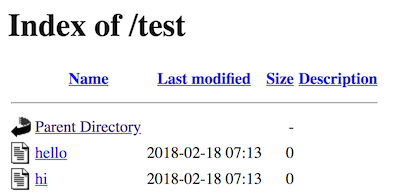 Index of /test
Name Last modified Size Description
Parent Directory -
hello 2018-02-18 07:13 0
hi 2018-02-18 07:13 0